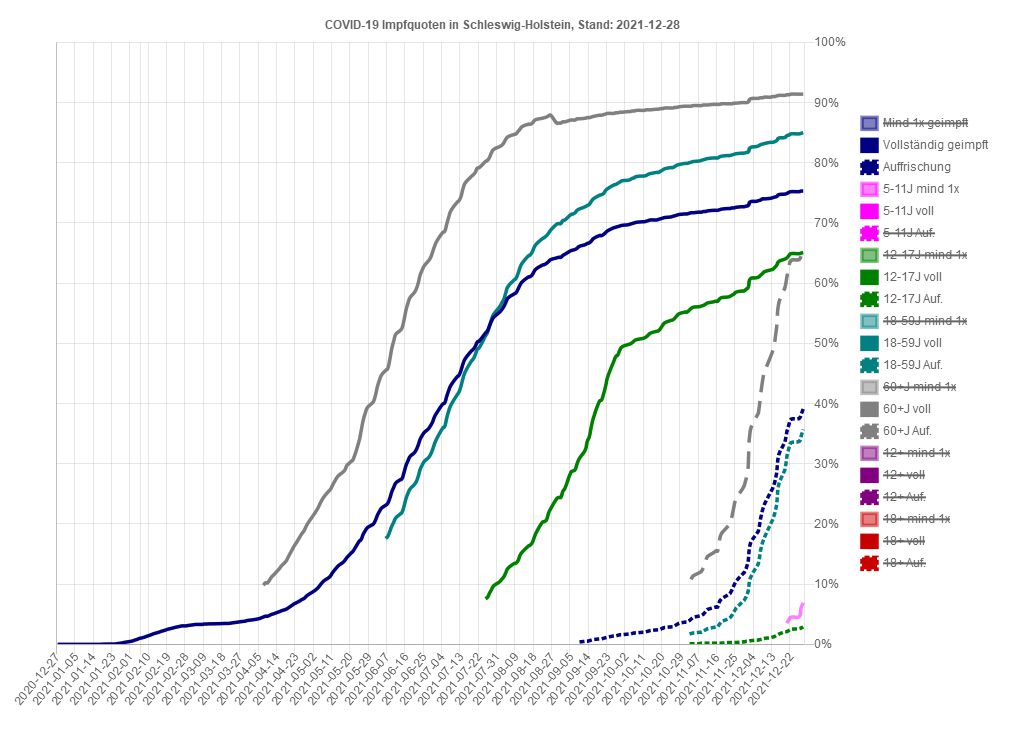 COVID-19 Impfquoten in Schleswig-Holstein, Stand: 2021-12-28
100%
90%
80%
70%
60%
50%
40%
30%
20%
10%
0%
Mind 1x geimpft
Vollständig geimpft
Auffrischung
5-11J mind 1x
5-11J voll
5-11J Auf.
12-17J mind 1x
12-17J voll
12-17J Auf.
18-59J mind 1x
18-59J voll
18-59J Auf.
60+J mind 1x
60+J voll
60+J Auf.
12+ mind 1x
12+ voll
12+ Auf.
18+ mind 1x
18+ voll
18+ Auf.
2020-12-27
2021-01-05
2021-01-14
2021-01-23
2021-02-01
2021-02-10
2021-02-19
2021-02-28
2021-03-09
2021-03-18
2021-03-27
2021-04-05
2021-04-14
2021-04-23
2021-05-02
2021-05-11
2021-05-20
2021-05-29
2021-06-07
2021-06-16
2021-06-25
2021-07-04
2021-07-13
2021-07-22
2021-07-31
2021-08-09
2021-08-18
2021-08-27
2021-09-05
2021-09-14
2021-09-23
2021-10-02
2021-10-11
2021-10-20
2021-10-29
2021-11-07
2021-11-16
2021-11-25
2021-12-04
2021-12-13
2021-12-22